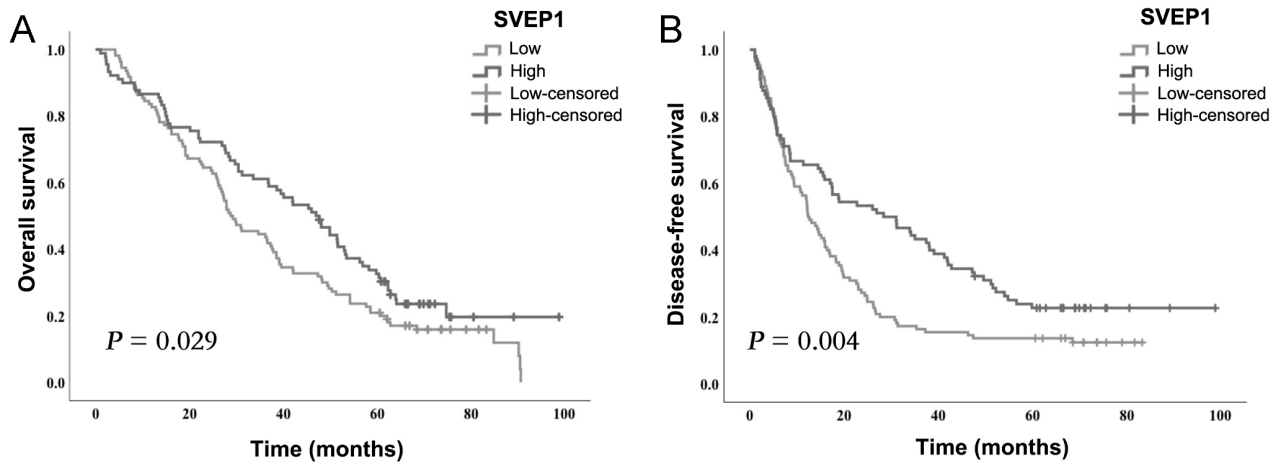 A
SVEP1
Low
High
Low-censored
High-censored
Overall survival
1.0
0.8
0.6
0.4
0.2
0.0
P = 0.029
0 20 40 60 80 100
Time (months)
B
SVEP1
Low
High
Low-censored
High-censored
Disease-free survival
1.0
0.8
0.6
0.4
0.2
0.0
P = 0.004
0 20 40 60 80 100
Time (months)